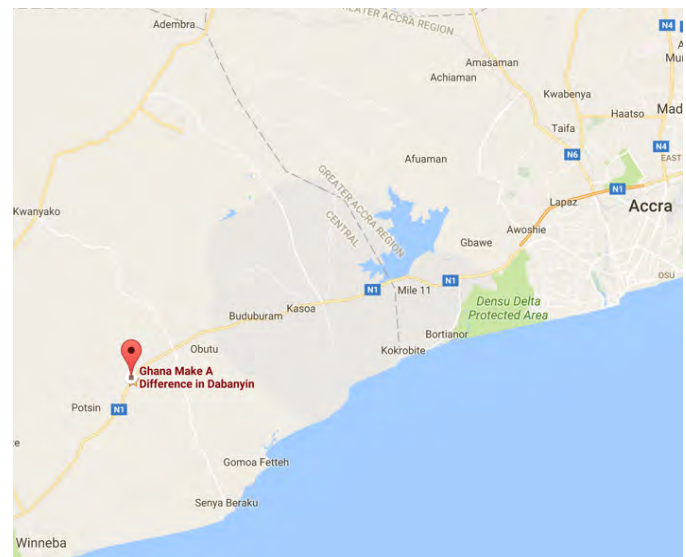 GREATER ACCRA REGION
N4
Adembra
Amasaman
Achiaman
Kwabenya
Haatso
Mad
Taifa
N6
N4
EAST
Afuaman
GREATER ACCRA REGION
CENTRAL
N1
Lapaz
Accra
Kwanyako
Awoshie
Gbawe
OSU
N1
N1
Mile 11
Densu Delta
Protected Area
Kasoa
Buduburam
Bortianor
Kokrobite
Obutu
Ghana Make A
Difference in Dabanyin
Potsin
N1
Gomoa Fetteh
Senya Beraku
Winneba